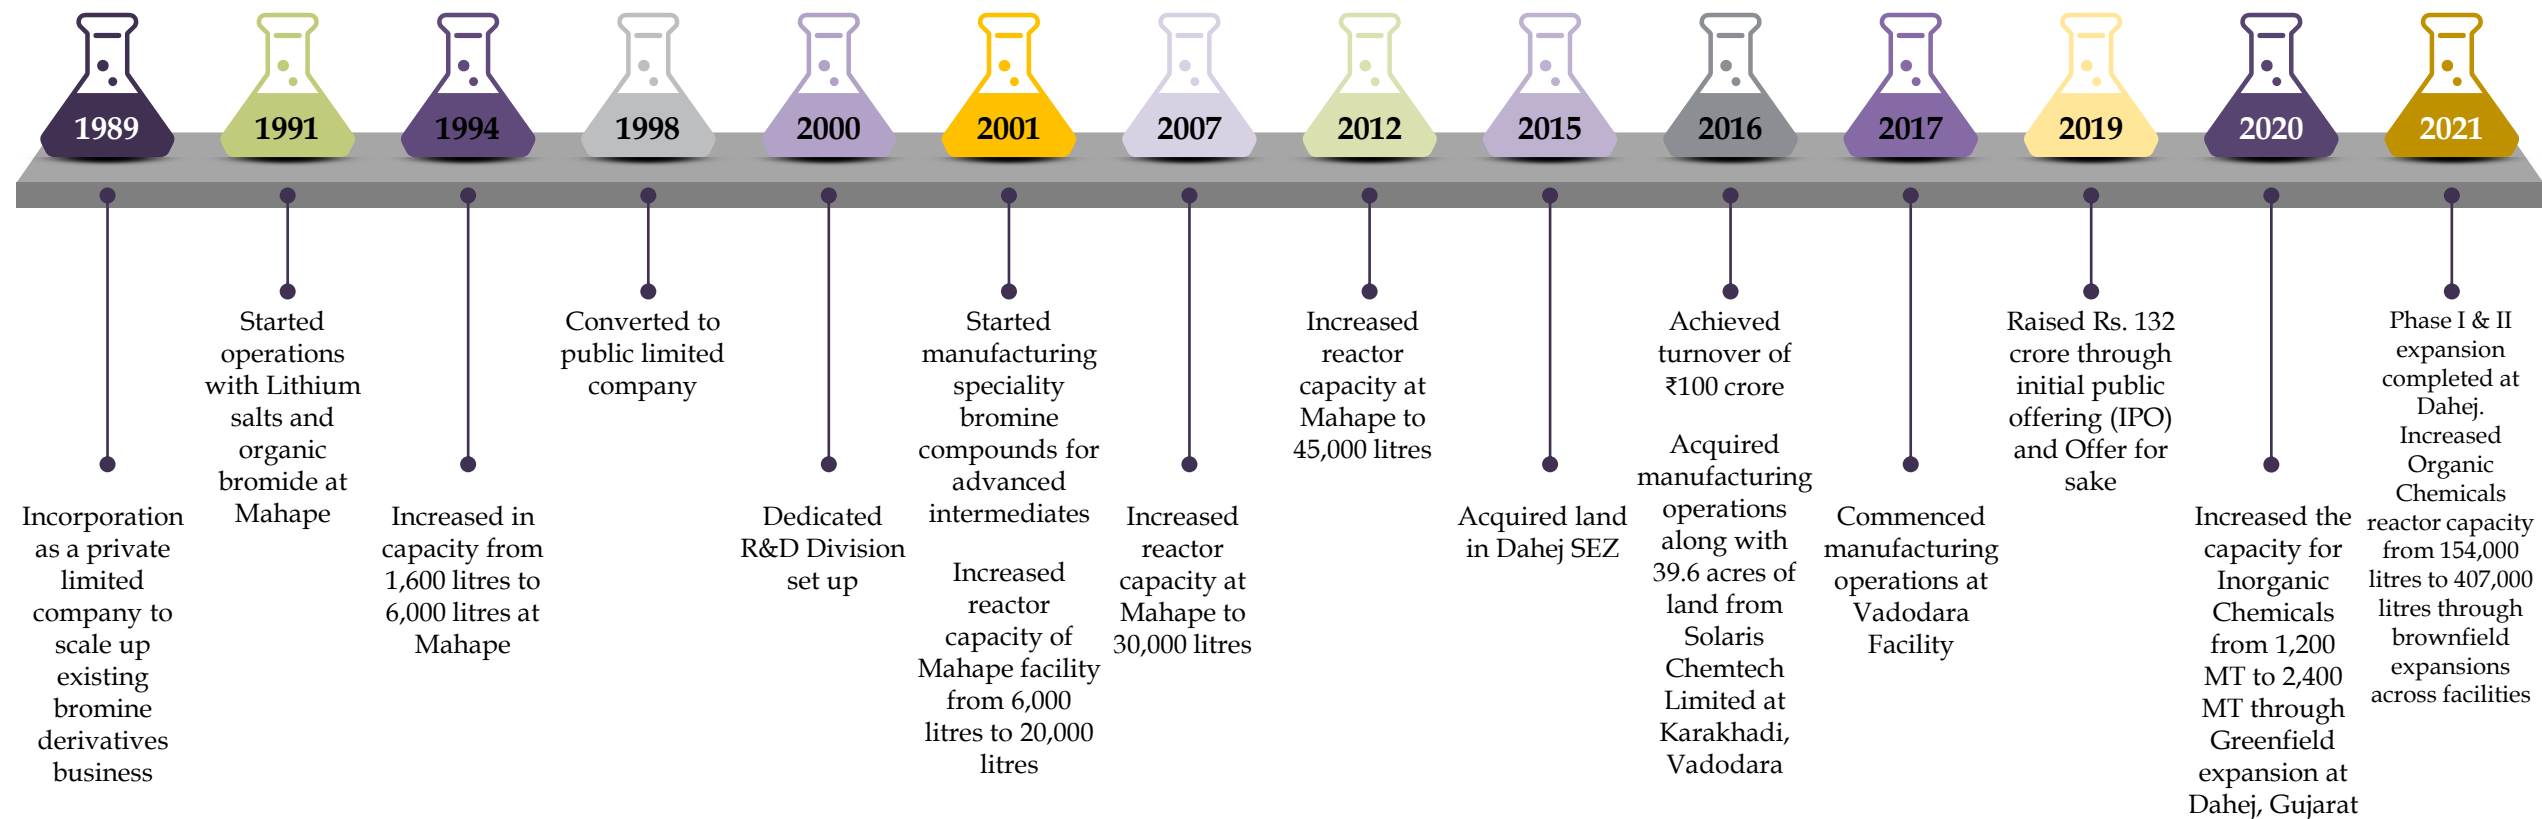 1989
1991
1994
1998
2000
2001
2007
2012
2015
2016
2017
2019
2020
2021
Incorporation
as a private
limited
company to
scale up
existing
bromine
derivatives
business
Started
operations
with Lithium
salts and
organic
bromide at
Mahape
Increased in
capacity from
1,600 litres to
6,000 litres at
Mahape
Converted to
public limited
company
Dedicated
R&D Division
set up
Started
manufacturing
speciality
bromine
compounds for
advanced
intermediates
Increased
reactor
capacity of
Mahape facility
from 6,000
litres to 20,000
litres
Increased
reactor
capacity at
Mahape to
30,000 litres
Increased
reactor
capacity at
Mahape to
45,000 litres
Acquired land
in Dahej SEZ
Achieved
turnover of
₹100 crore
Acquired
manufacturing
operations
along with
39.6 acres of
land from
Solaris
Chemtech
Limited at
Karakhadi,
Vadodara
Commenced
manufacturing
operations at
Vadodara
Facility
Raised Rs. 132
crore through
initial public
offering (IPO)
and Offer for
sake
Increased the
capacity for
Inorganic
Chemicals
from 1,200
MT to 2,400
MT through
Greenfield
expansion at
Dahej, Gujarat
Phase I & II
expansion
completed at
Dahej.
Increased
Organic
Chemicals
reactor capacity
from 154,000
litres to 407,000
litres through
brownfield
expansions
across facilities